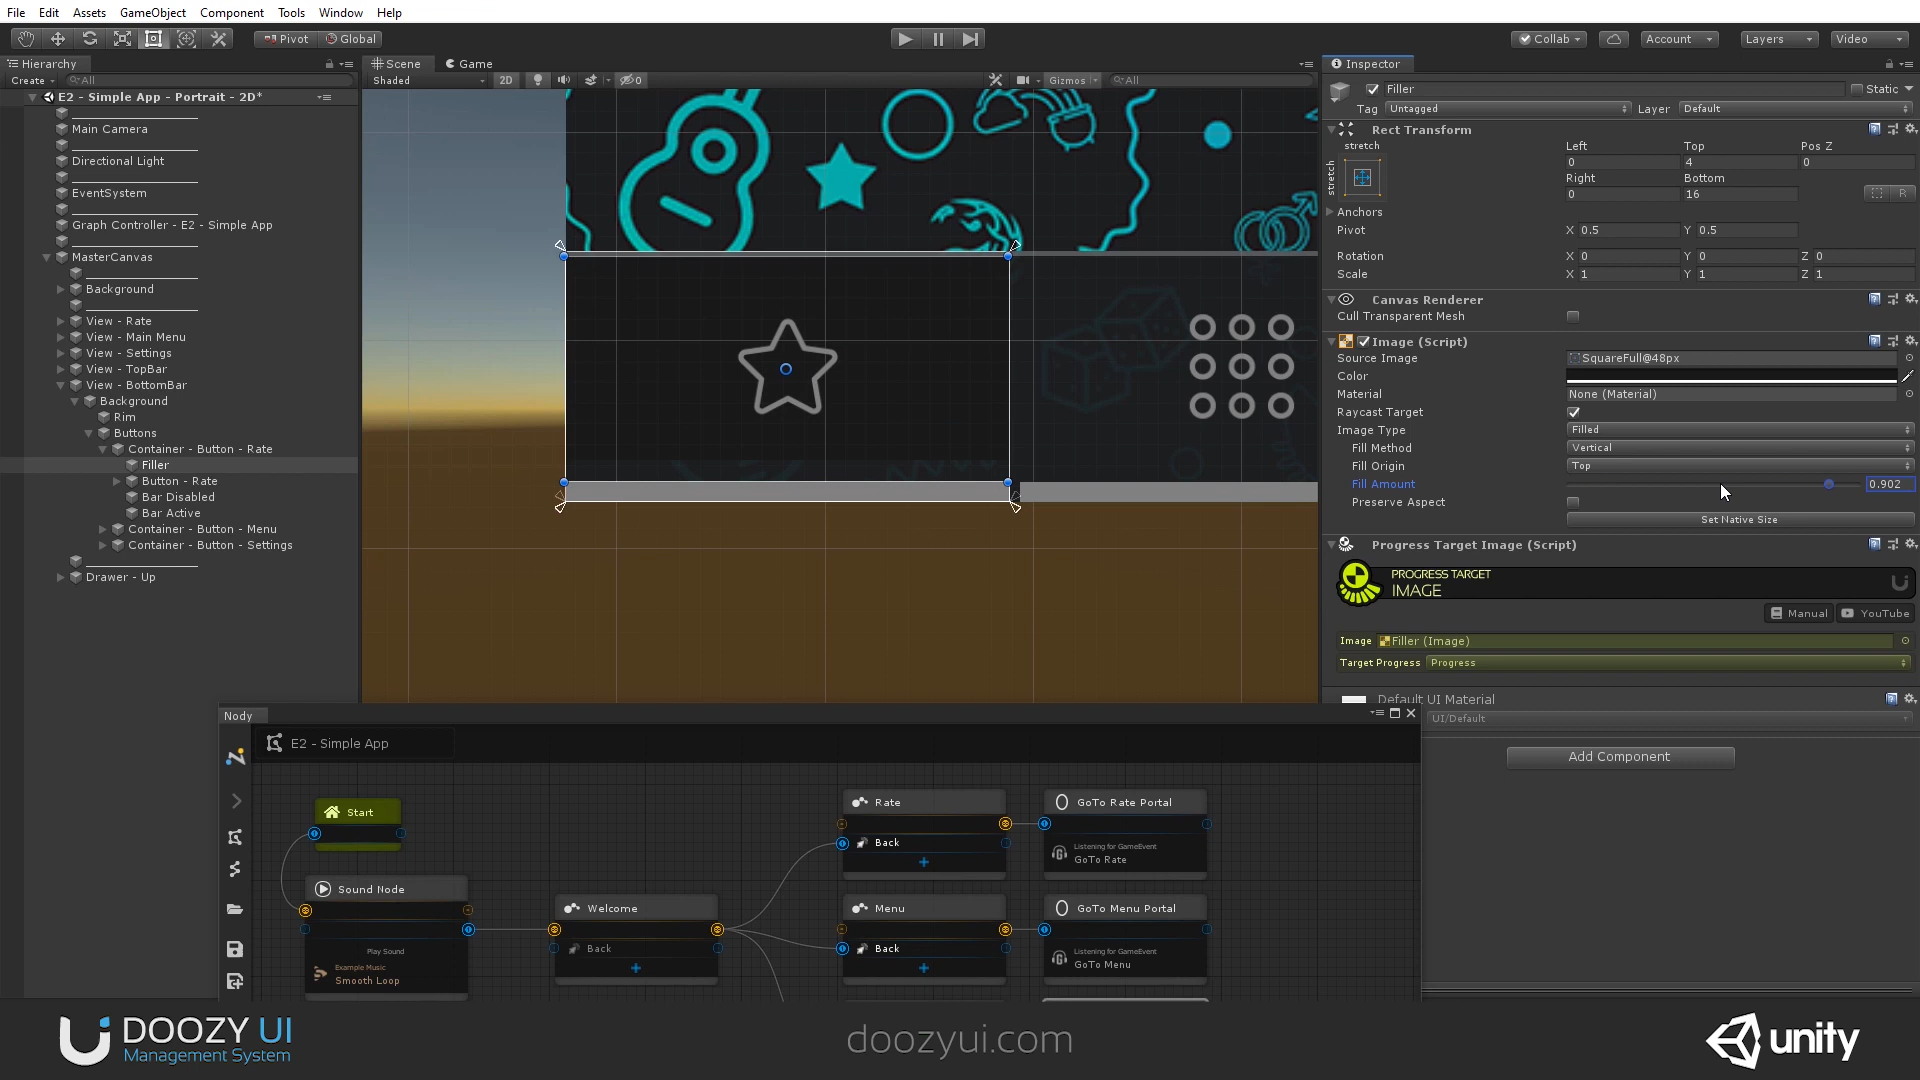 File Edit Assets GameObject Component Tools Window Help
Pivot Global
Collab Account Layers Video
Hierarchy
Create All
E2 - Simple App - Portrait - 2D*
Main Camera
Directional Light
EventSystem
Graph Controller - E2 - Simple App
MasterCanvas
Background
View - Rate
View - Main Menu
View - Settings
View - TopBar
View - BottomBar
Background
Rim
Buttons
Container - Button - Rate
Filler
Button - Rate
Bar Disabled
Bar Active
Container - Button - Menu
Container - Button - Settings
Drawer - Up
Scene Game
Shaded 2D 0 Gizmos All
Inspector
Filler Static
Tag Untagged Layer Default
Rect Transform
stretch
stretch
Left Top Pos Z
0 4 0
Right Bottom
0 16 R
Anchors
Pivot X 0.5 Y 0.5
Rotation X 0 Y 0 Z 0
Scale X 1 Y 1 Z 1
Canvas Renderer
Cull Transparent Mesh
Image (Script)
Source Image SquareFull@48px
Color
Material None (Material)
Raycast Target
Image Type Filled
Fill Method Vertical
Fill Origin Top
Fill Amount 0.902
Preserve Aspect
Set Native Size
Progress Target Image (Script)
PROGRESS TARGET
IMAGE
Manual YouTube
Image Filler (Image)
Target Progress Progress
Default UI Material
UI/Default
Add Component
Nody
E2 - Simple App
Start
Sound Node
Play Sound
Example Music
Smooth Loop
Welcome
Back
Rate
Back
GoTo Rate Portal
Listening for GameEvent
GoTo Rate
Menu
Back
GoTo Menu Portal
Listening for GameEvent
GoTo Menu
DOOZY UI
Management System
doozyui.com
unity